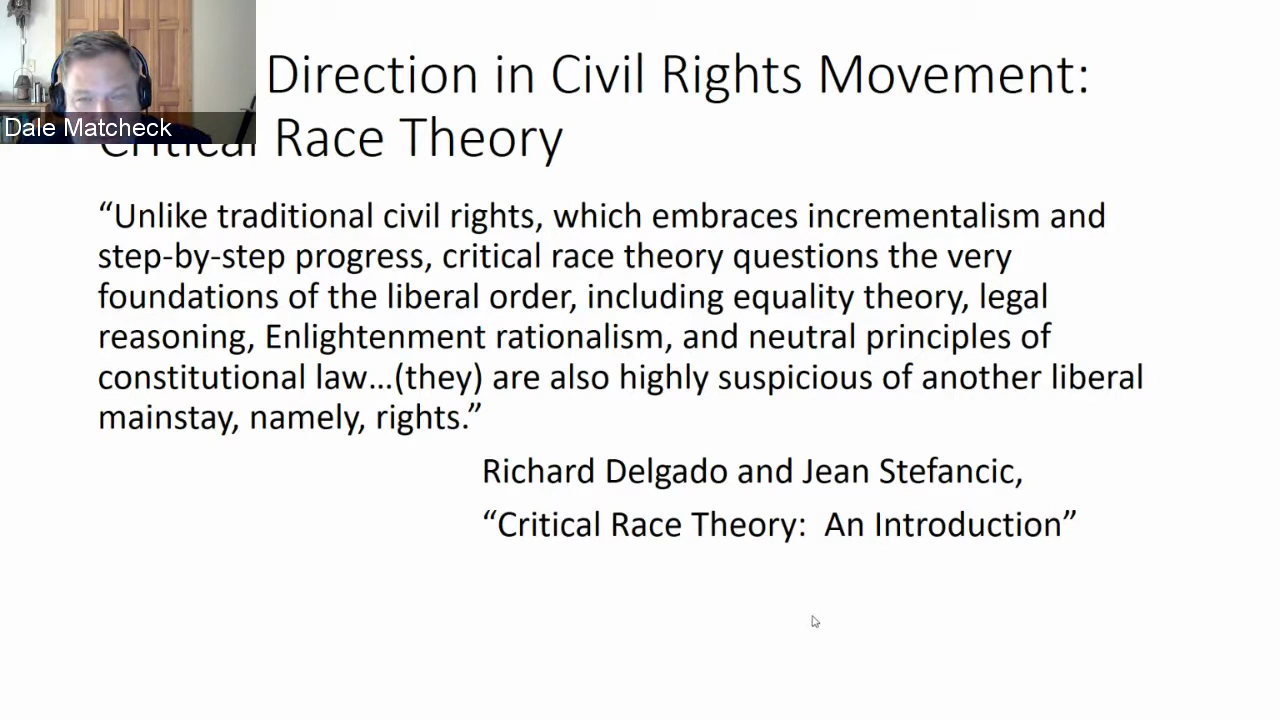 Direction in Civil Rights Movement:
Dale Matcheck
Critical Race Theory
“Unlike traditional civil rights, which embraces incrementalism and
step-by-step progress, critical race theory questions the very
foundations of the liberal order, including equality theory, legal
reasoning, Enlightenment rationalism, and neutral principles of
constitutional law…(they) are also highly suspicious of another liberal
mainstay, namely, rights.”
Richard Delgado and Jean Stefancic,
“Critical Race Theory:  An Introduction”